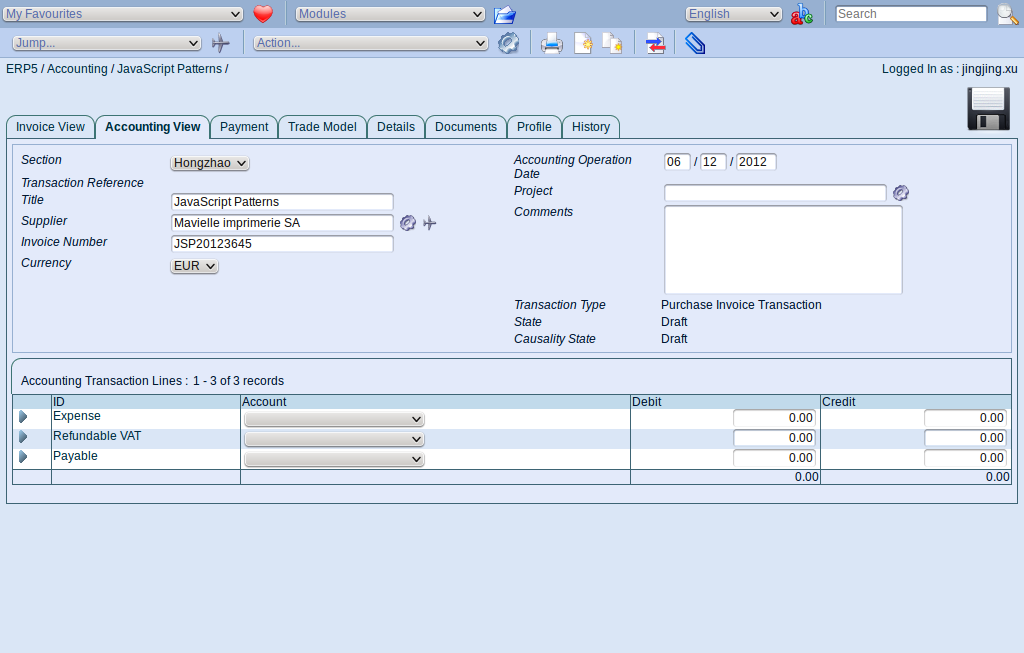 My Favourites Modules English Search
Jump... Action...
ERP5 / Accounting / JavaScript Patterns / Logged In as : jingjing.xu
Invoice View Accounting View Payment Trade Model Details Documents Profile History
Section Hongzhao
Transaction Reference
Title JavaScript Patterns
Supplier Mavielle imprimerie SA
Invoice Number JSP20123645
Currency EUR
Accounting Operation Date 06 / 12 / 2012
Project
Comments
Transaction Type Purchase Invoice Transaction
State Draft
Causality State Draft
Accounting Transaction Lines : 1 - 3 of 3 records
ID Account Debit Credit
Expense 0.00 0.00
Refundable VAT 0.00 0.00
Payable 0.00 0.00
0.00 0.00